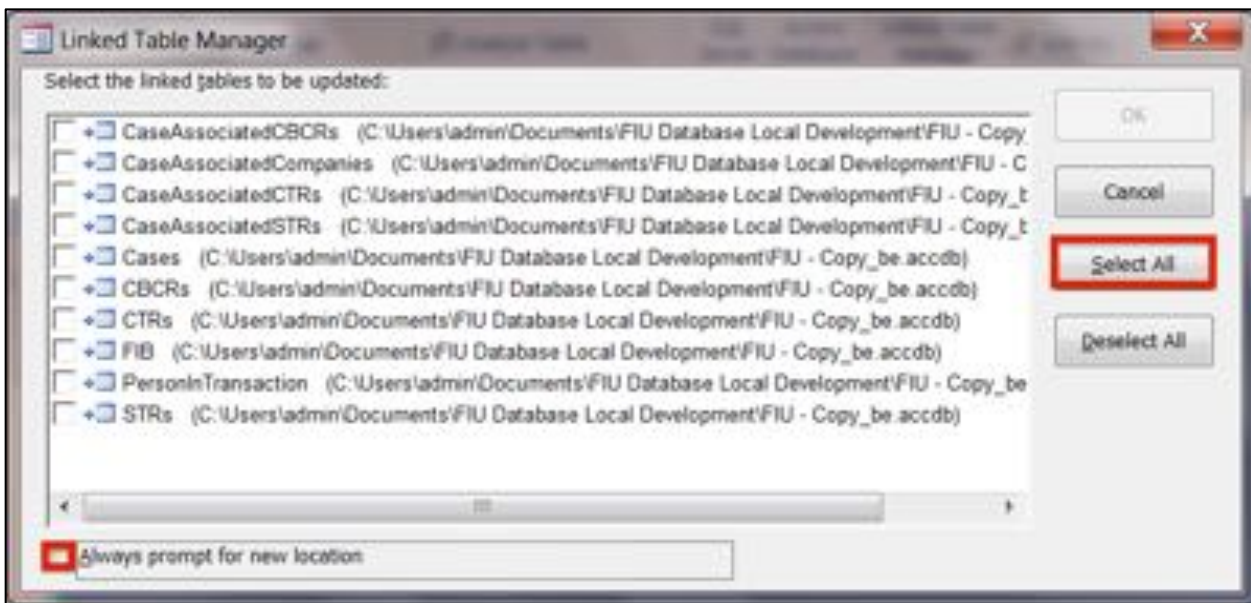 Linked Table Manager
Select the linked tables to be updated:
CaseAssociatedCBCRs (C:\Users\admin\Documents\FIU Database Local Development\FIU - Copy_
CaseAssociatedCompanies (C:\Users\admin\Documents\FIU Database Local Development\FIU - C
CaseAssociatedCTRs (C:\Users\admin\Documents\FIU Database Local Development\FIU - Copy_b
CaseAssociatedSTRs (C:\Users\admin\Documents\FIU Database Local Development\FIU - Copy_b
Cases (C:\Users\admin\Documents\FIU Database Local Development\FIU - Copy_be.accdb)
CBCRs (C:\Users\admin\Documents\FIU Database Local Development\FIU - Copy_be.accdb)
CTRs (C:\Users\admin\Documents\FIU Database Local Development\FIU - Copy_be.accdb)
FIB (C:\Users\admin\Documents\FIU Database Local Development\FIU - Copy_be.accdb)
PersonInTransaction (C:\Users\admin\Documents\FIU Database Local Development\FIU - Copy_be
STRs (C:\Users\admin\Documents\FIU Database Local Development\FIU - Copy_be.accdb)
OK
Cancel
Select All
Deselect All
Always prompt for new location